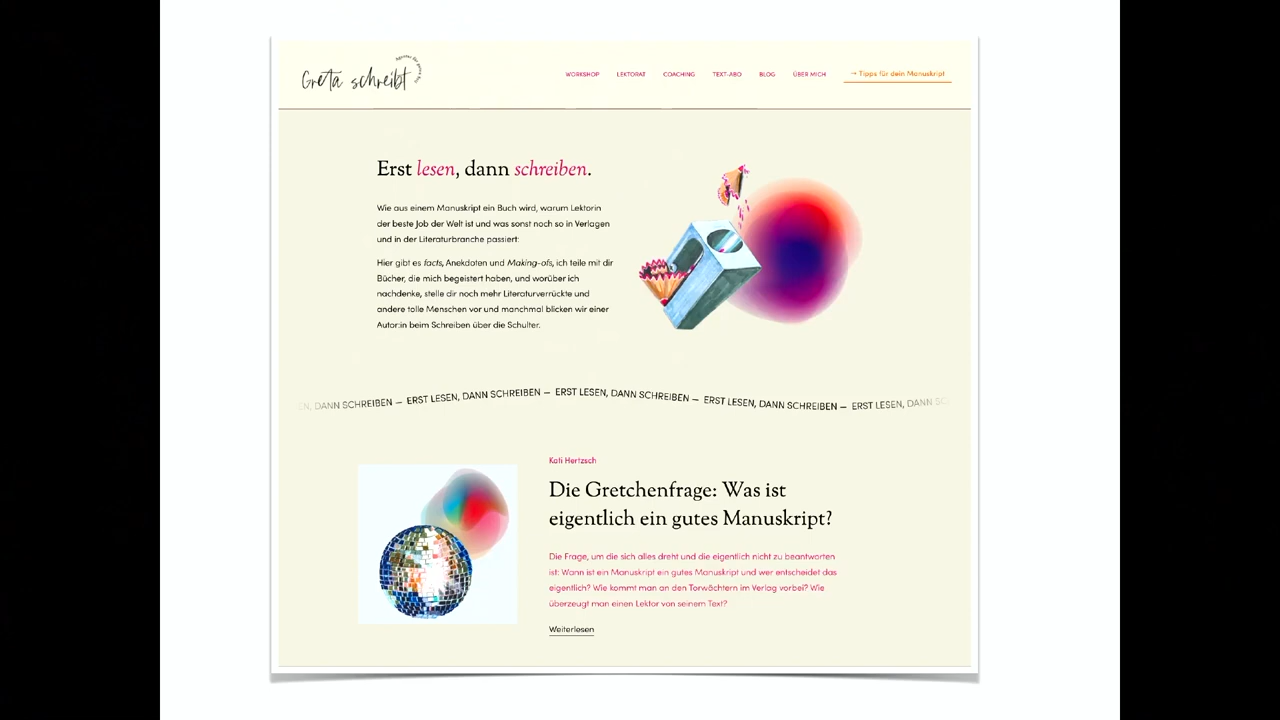 Greta schreibt
WORKSHOP LEKTORAT COACHING TEXT-ABO BLOG ÜBER MICH → Tipps für dein Manuskript
Erst lesen, dann schreiben.
Wie aus einem Manuskript ein Buch wird, warum Lektorin
der beste Job der Welt ist und was sonst noch so in Verlagen
und in der Literaturbranche passiert:
Hier gibt es facts, Anekdoten und Making-ofs, ich teile mit dir
Bücher, die mich begeistert haben, und worüber ich
nachdenke, stelle dir noch mehr Literaturverrückte und
andere tolle Menschen vor und manchmal blicken wir einer
Autor:in beim Schreiben über die Schulter.
EN, DANN SCHREIBEN — ERST LESEN, DANN SCHREIBEN — ERST LESEN, DANN SCHREIBEN — ERST LESEN, DANN SCHREIBEN — ERST LESEN, DANN SC
Kati Hertzsch
Die Gretchenfrage: Was ist
eigentlich ein gutes Manuskript?
Die Frage, um die sich alles dreht und die eigentlich nicht zu beantworten
ist: Wann ist ein Manuskript ein gutes Manuskript und wer entscheidet das
eigentlich? Wie kommt man an den Torwächtern im Verlag vorbei? Wie
überzeugt man einen Lektor von seinem Text?
Weiterlesen